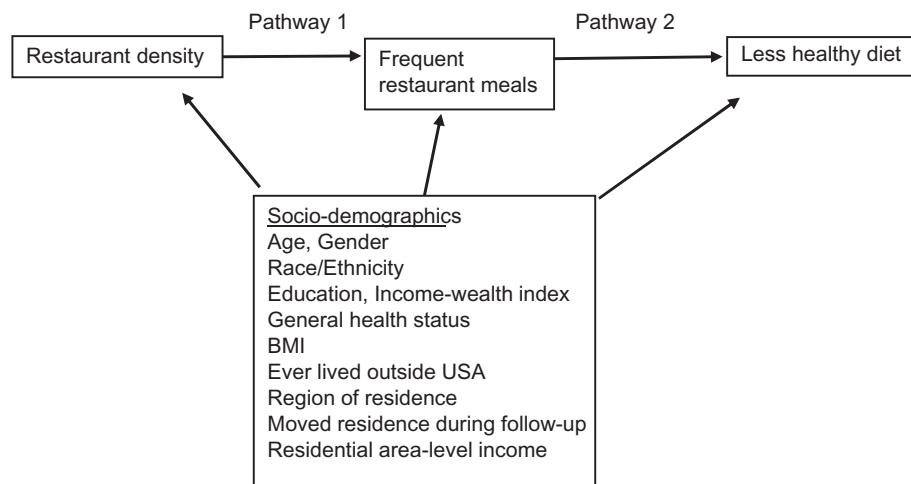 Pathway 1
Pathway 2
Restaurant density
Frequent
restaurant meals
Less healthy diet
Socio-demographics
Age, Gender
Race/Ethnicity
Education, Income-wealth index
General health status
BMI
Ever lived outside USA
Region of residence
Moved residence during follow-up
Residential area-level income